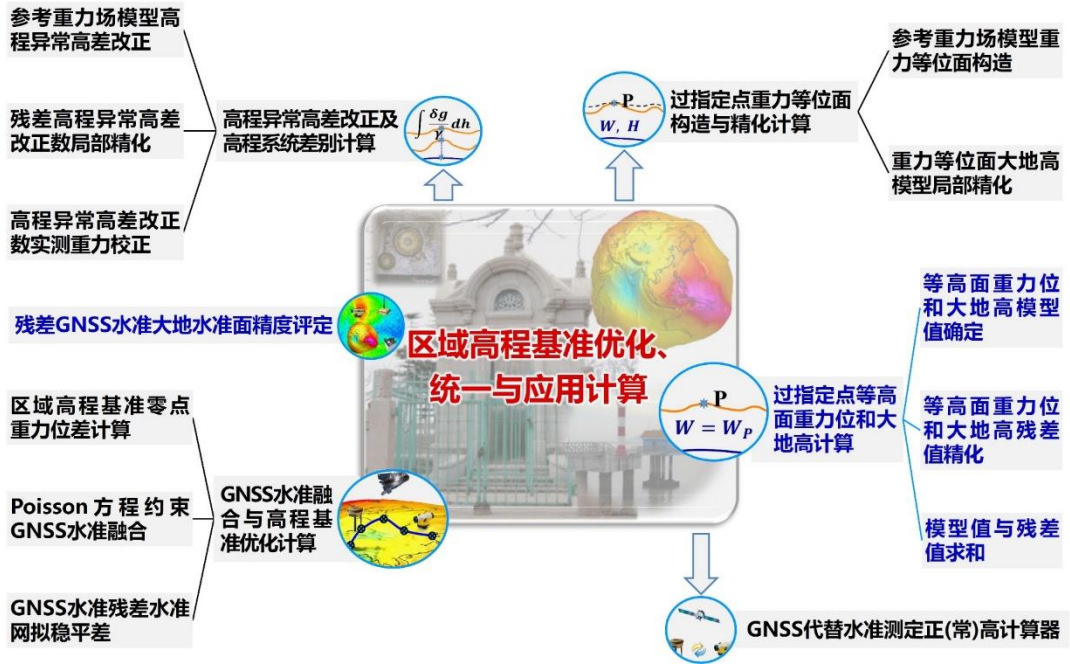 参考重力场模型高
程异常高差改正
残差高程异常高差
改正数局部精化
高程异常高差改正
数实测重力校正
高程异常高差改正及
高程系统差别计算
∫ δg/γ dh
P
W, H
过指定点重力等位面
构造与精化计算
参考重力场模型重
力等位面构造
重力等位面大地高
模型局部精化
残差GNSS水准大地水准面精度评定
区域高程基准优化、
统一与应用计算
P
W = W_P
过指定点等高
面重力位和大
地高计算
等高面重力位
和大地高模型
值确定
等高面重力位
和大地高残差
值精化
模型值与残差
值求和
区域高程基准零点
重力位差计算
Poisson方程约束
GNSS水准融合
GNSS水准残差水准
网拟稳平差
GNSS水准融
合与高程基
准优化计算
GNSS代替水准测定正(常)高计算器